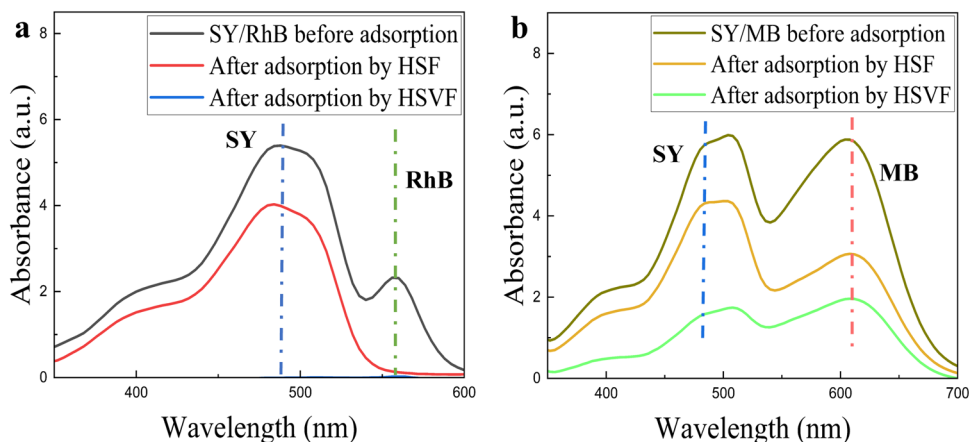 a
SY/RhB before adsorption
After adsorption by HSF
After adsorption by HSVF
SY
RhB
Absorbance (a.u.)
8
6
4
2
0
400
500
600
Wavelength (nm)
b
SY/MB before adsorption
After adsorption by HSF
After adsorption by HSVF
SY
MB
Absorbance (a.u.)
8
6
4
2
0
400
500
600
700
Wavelength (nm)